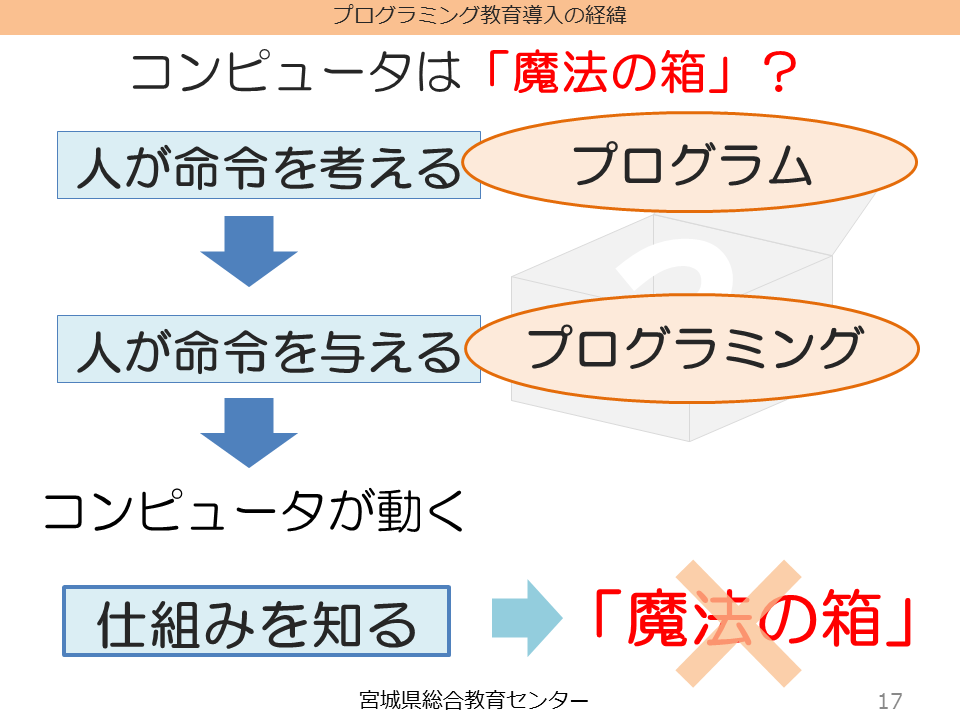 プログラミング教育導入の経緯
コンピュータは「魔法の箱」?
人が命令を考える
プログラム
?
人が命令を与える
プログラミング
コンピュータが動く
仕組みを知る
「魔法の箱」
宮城県総合教育センター
17